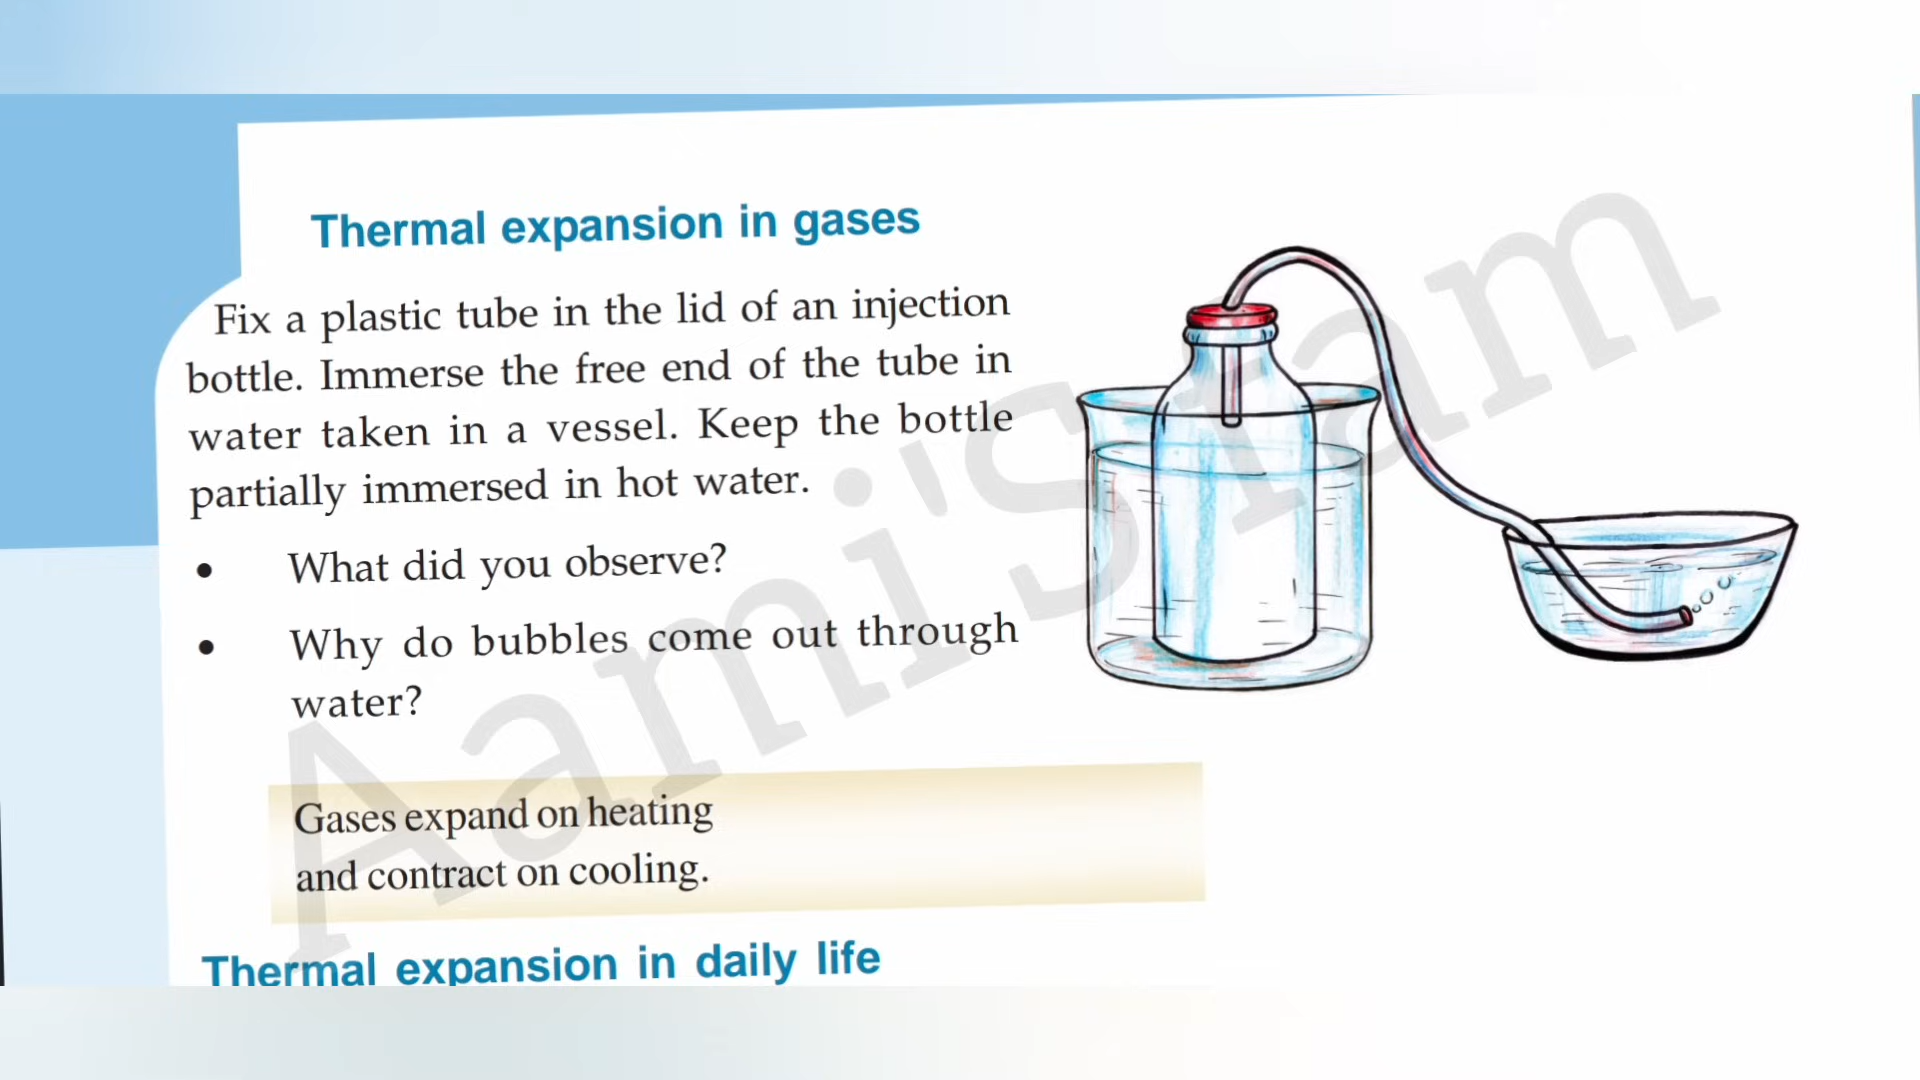 Thermal expansion in gases
Fix a plastic tube in the lid of an injection
bottle. Immerse the free end of the tube in
water taken in a vessel. Keep the bottle
partially immersed in hot water.
• What did you observe?
• Why do bubbles come out through
water?
Gases expand on heating
and contract on cooling.
Thermal expansion in daily life
Aami'S fam